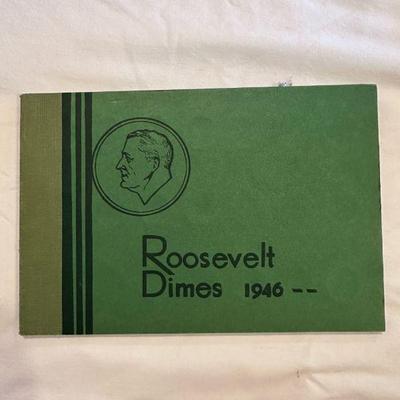 Roosevelt
Dimes 1946 --